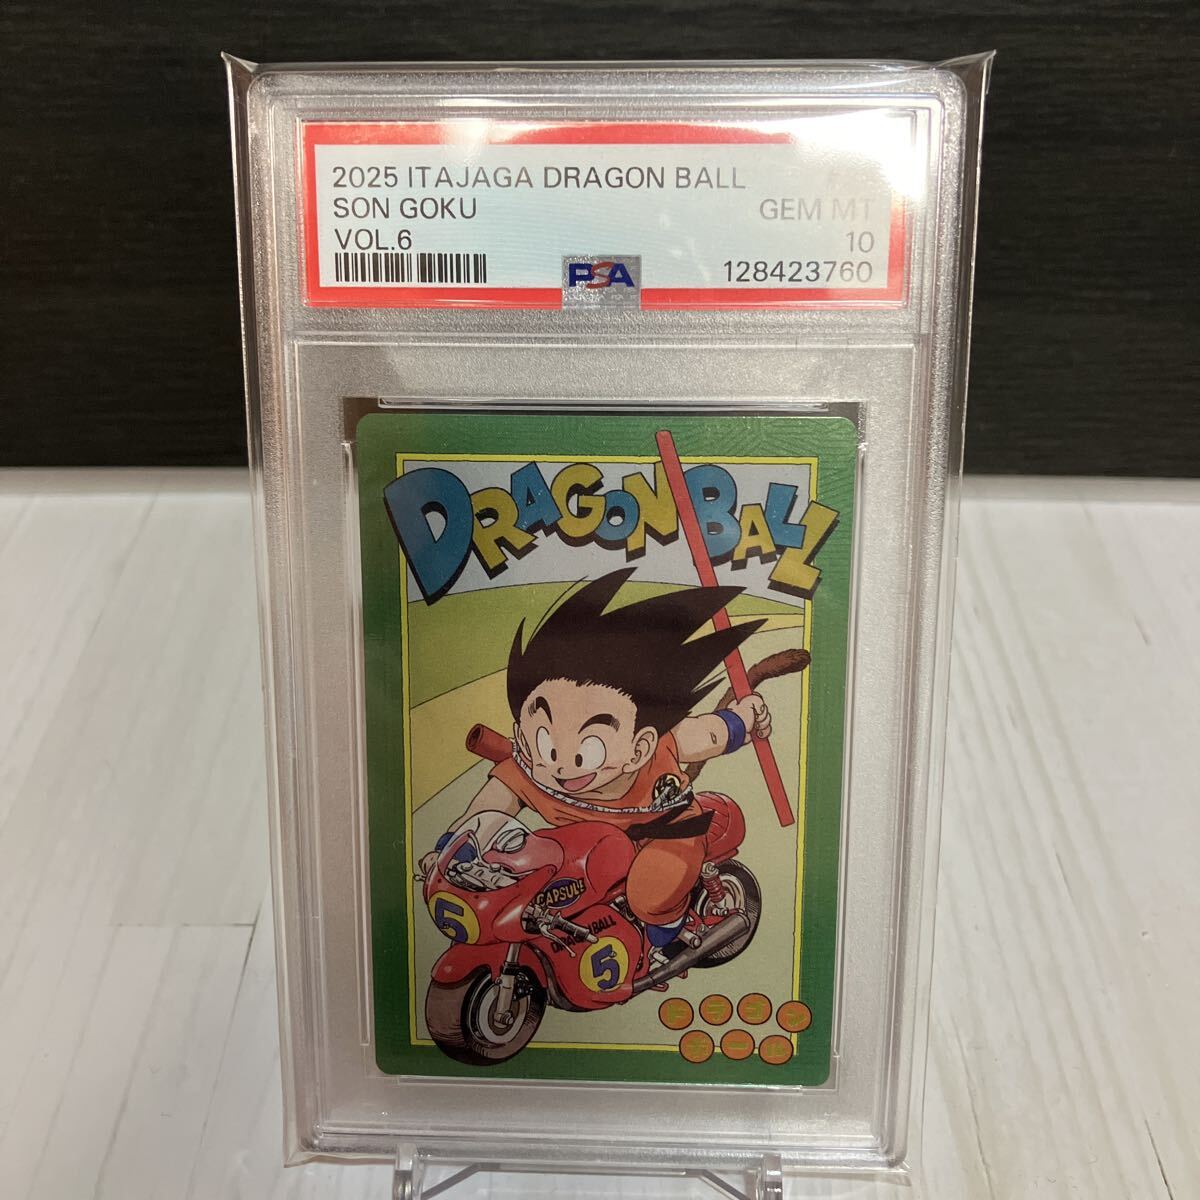 2025 ITAJAGA DRAGON BALL
SON GOKU GEM MT
VOL.6 10
PSA 128423760
DRAGON BALL
CAPSULE
DRAGON BALL
5
5
ドラゴン
ボール